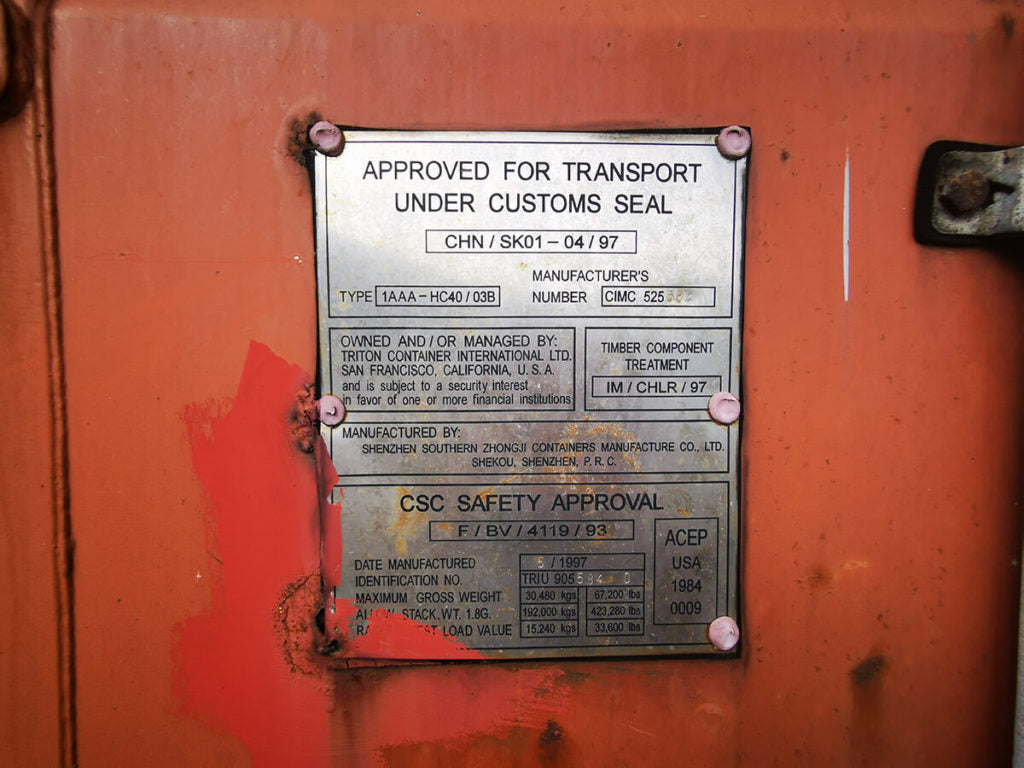 APPROVED FOR TRANSPORT
UNDER CUSTOMS SEAL
CHN / SK01 – 04 / 97
MANUFACTURER'S
TYPE 1AAA – HC40 / 03B NUMBER CIMC 525
OWNED AND / OR MANAGED BY:
TRITON CONTAINER INTERNATIONAL LTD.
SAN FRANCISCO, CALIFORNIA, U. S. A.
and is subject to a security interest
in favor of one or more financial institutions
TIMBER COMPONENT
TREATMENT
IM / CHLR / 97
MANUFACTURED BY:
SHENZHEN SOUTHERN ZHONGJI CONTAINERS MANUFACTURE CO., LTD.
SHEKOU, SHENZHEN, P. R. C.
CSC SAFETY APPROVAL
F / BV / 4119 / 93
DATE MANUFACTURED / 1997
IDENTIFICATION NO. TRIU 905
MAXIMUM GROSS WEIGHT 30,480 kgs 67,200 lbs
STACK. WT. 1.8G. 192,000 kgs 423,280 lbs
LOAD VALUE 15,240 kgs 33,600 lbs
ACEP
USA
1984
0009